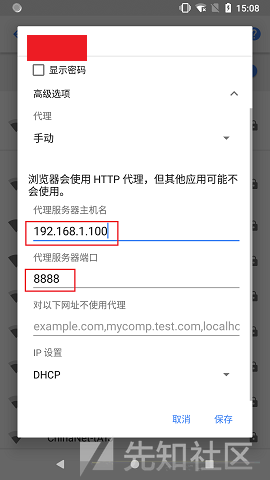 15:08
显示密码
高级选项
代理
手动
浏览器会使用 HTTP 代理，但其他应用可能不
会使用。
代理服务器主机名
192.168.1.100
代理服务器端口
8888
对以下网址不使用代理
example.com,mycomp.test.com,localho
IP 设置
DHCP
取消
保存
先知社区